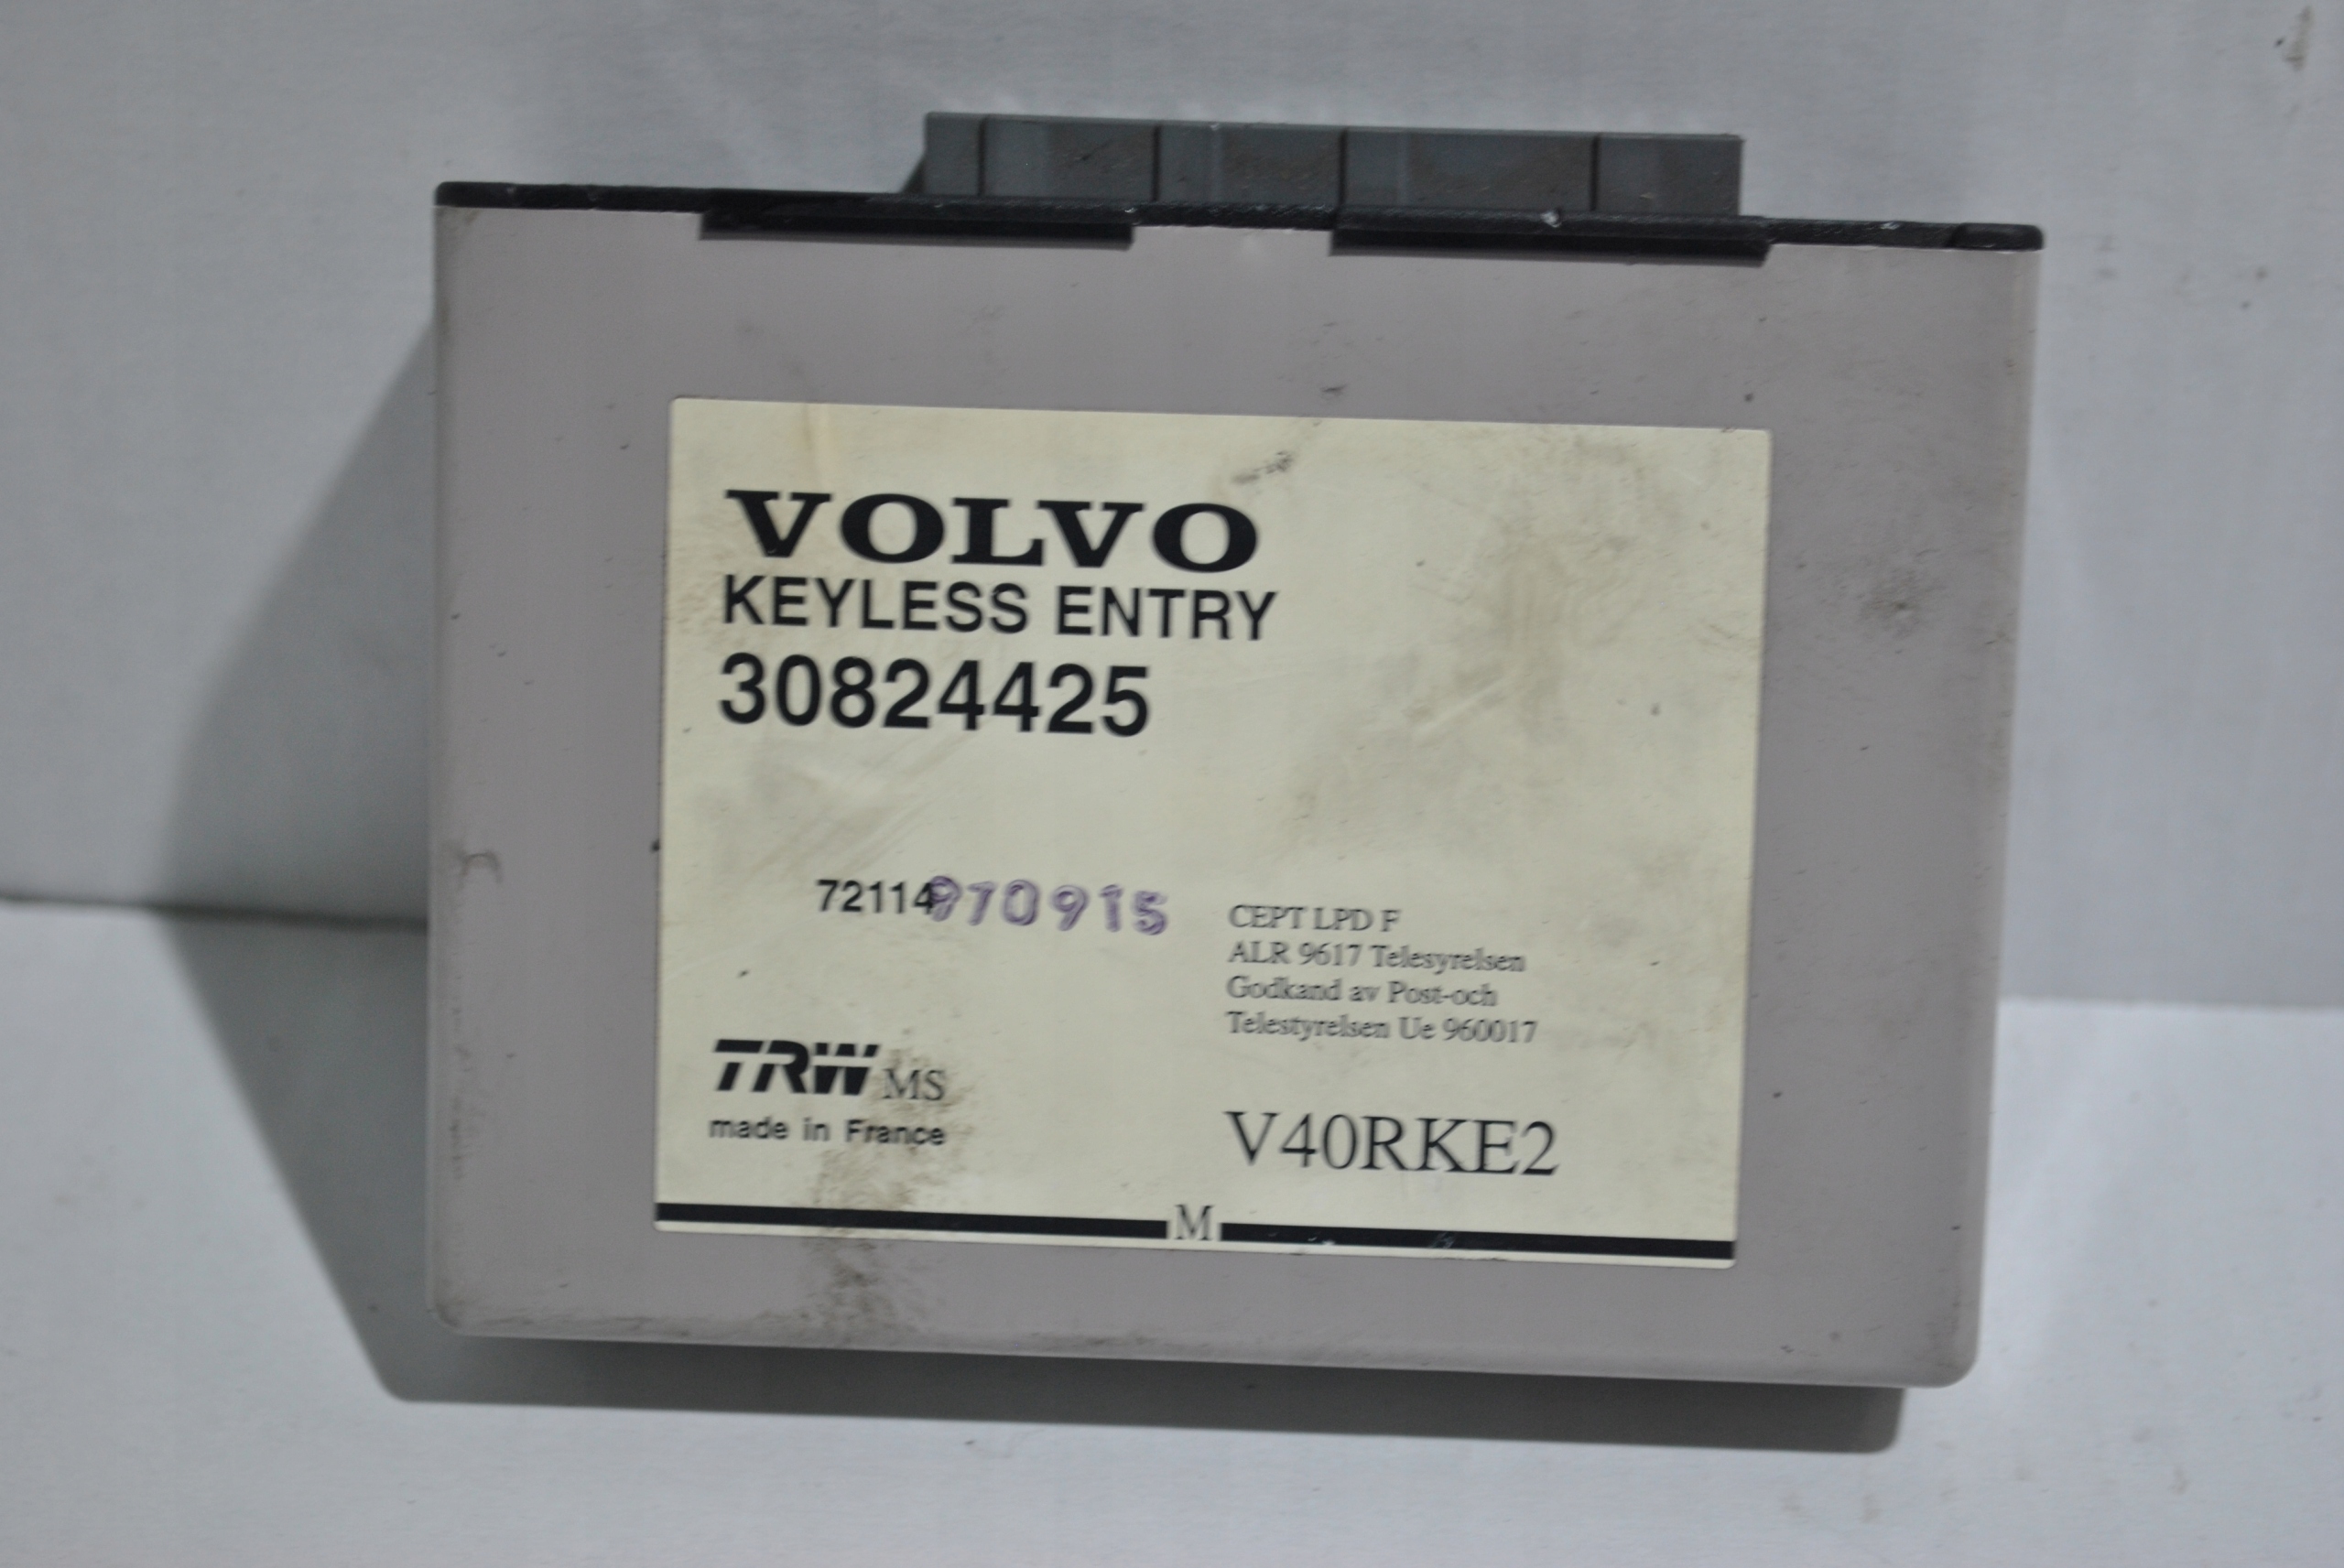 VOLVO
KEYLESS ENTRY
30824425
72114 970915
CEPT LPD F
ALR 9617 Telesyrelsen
Godkand av Post-och
Telestyrelsen Ue 960017
TRW MS
made in France
V40RKE2
M